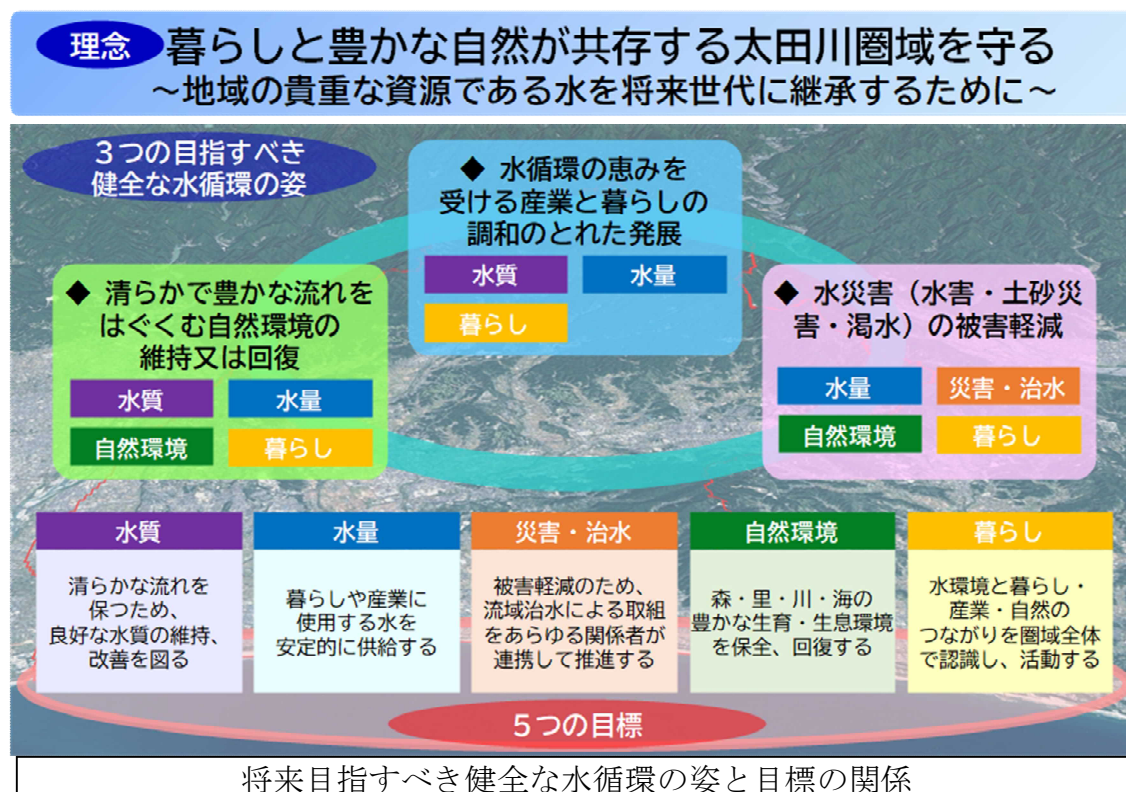 理念 暮らしと豊かな自然が共存する太田川圏域を守る
～地域の貴重な資源である水を将来世代に継承するために～
３つの目指すべき
健全な水循環の姿
◆ 水循環の恵みを
受ける産業と暮らしの
調和のとれた発展
水質 水量
暮らし
◆ 清らかで豊かな流れを
はぐくむ自然環境の
維持又は回復
水質 水量
自然環境 暮らし
◆ 水災害（水害・土砂災
害・渇水）の被害軽減
水量 災害・治水
自然環境 暮らし
水質
清らかな流れを
保つため、
良好な水質の維持、
改善を図る
水量
暮らしや産業に
使用する水を
安定的に供給する
災害・治水
被害軽減のため、
流域治水による取組
をあらゆる関係者が
連携して推進する
自然環境
森・里・川・海の
豊かな生育・生息環境
を保全、回復する
暮らし
水環境と暮らし・
産業・自然の
つながりを圏域全体
で認識し、活動する
５つの目標
将来目指すべき健全な水循環の姿と目標の関係